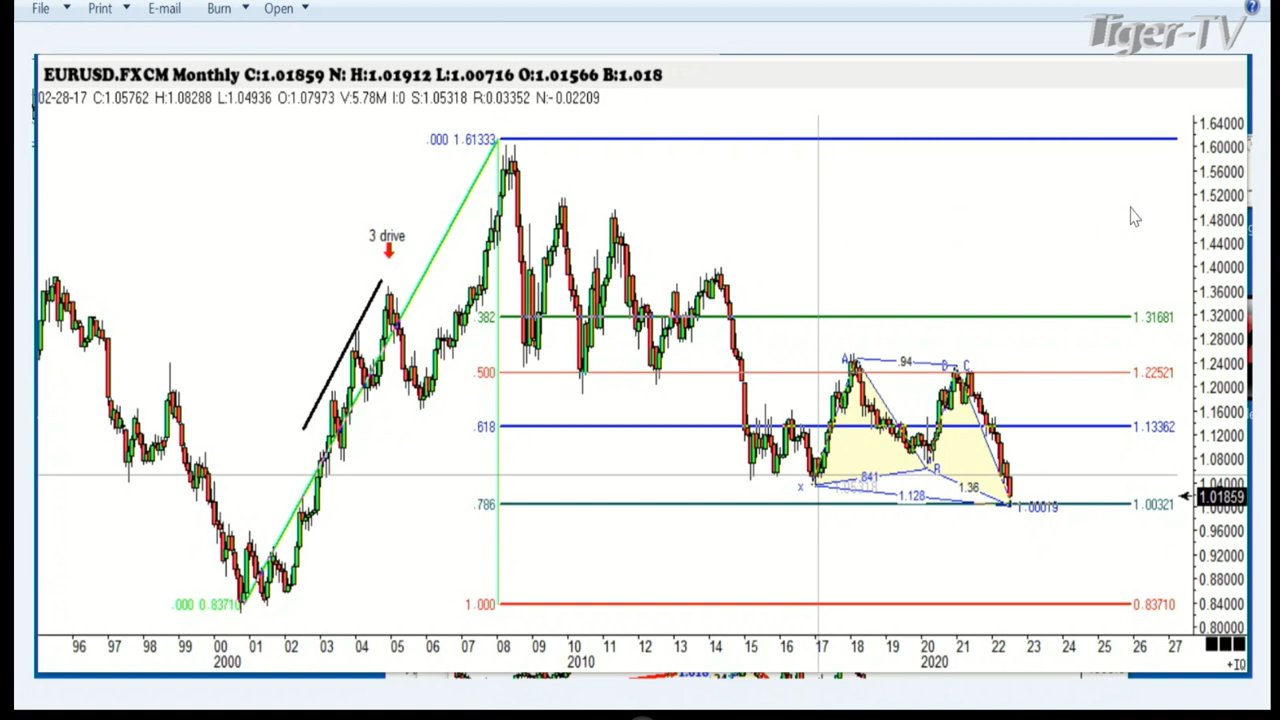 File Print E-mail Burn Open
Tiger-TV
EURUSD.FXCM Monthly C:1.01859 N: H:1.01912 L:1.00716 O:1.01566 B:1.018
02-28-17 C:1.05762 H:1.08288 L:1.04936 O:1.07973 V:5.78M I:0 S:1.05318 R:0.03352 N:-0.02209
1.64000
.000 1.61333
1.60000
1.56000
1.52000
1.48000
3 drive
1.44000
1.40000
1.36000
.382 1.31681 1.32000
1.28000
A .94 D C
1.24000
.500 1.22521
1.20000
1.16000
.618 1.13362
1.12000
1.08000
B
.841
x 1.05318
1.36
1.128
1.01859
.786 1.00321
1.00019
1.00000
0.96000
0.92000
0.88000
.000 0.83710 1.000 0.83710 0.84000
0.80000
96 97 98 99 01 02 03 04 05 06 07 08 09 11 12 13 14 15 16 17 18 19 21 22 23 24 25 26 27
2000 2010 2020
+10